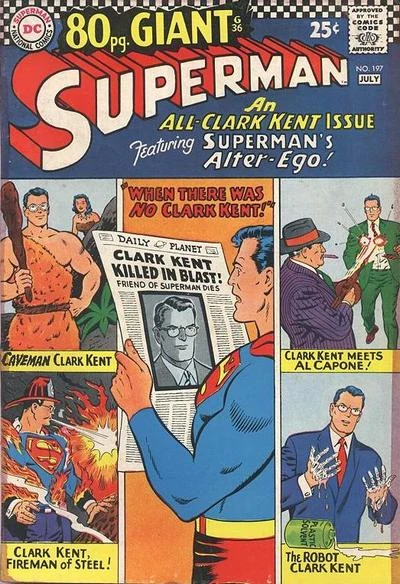 SUPERMAN
DC
NATIONAL COMICS
80 pg. GIANT G 36
25¢
APPROVED
BY THE
COMICS
CODE
AUTHORITY
SUPERMAN
NO. 197
JULY
An
ALL-CLARK KENT ISSUE
Featuring SUPERMAN'S
Alter-Ego!
"WHEN THERE WAS
NO CLARK KENT!"
DAILY PLANET
CLARK KENT
KILLED IN BLAST!
FRIEND OF SUPERMAN DIES
CAVEMAN CLARK KENT
CLARK KENT MEETS
AL CAPONE!
S
CLARK KENT,
FIREMAN OF STEEL!
PLASTIC
SOLVENT
The ROBOT
CLARK KENT